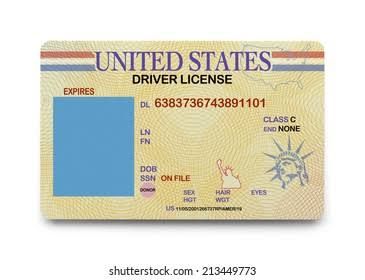 UNITED STATES
DRIVER LICENSE
EXPIRES
DL 6383736743891101
CLASS C
END NONE
LN
FN
DOB
SSN ON FILE
DONOR
SEX HAIR EYES
HGT WGT
shutterstock.com · 213449773